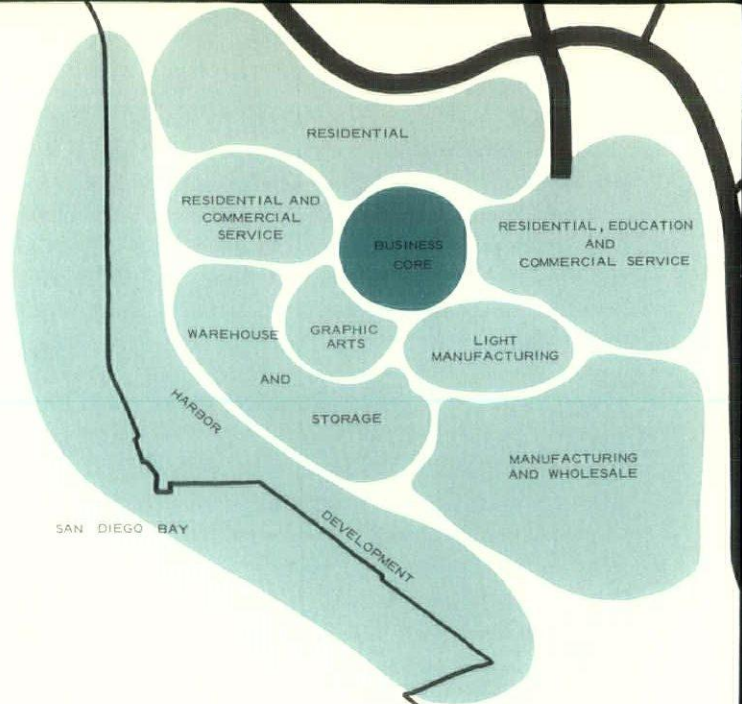 RESIDENTIAL
RESIDENTIAL AND
COMMERCIAL
SERVICE
BUSINESS
CORE
RESIDENTIAL, EDUCATION
AND
COMMERCIAL SERVICE
WAREHOUSE
AND
STORAGE
GRAPHIC
ARTS
LIGHT
MANUFACTURING
HARBOR
DEVELOPMENT
MANUFACTURING
AND WHOLESALE
SAN DIEGO BAY